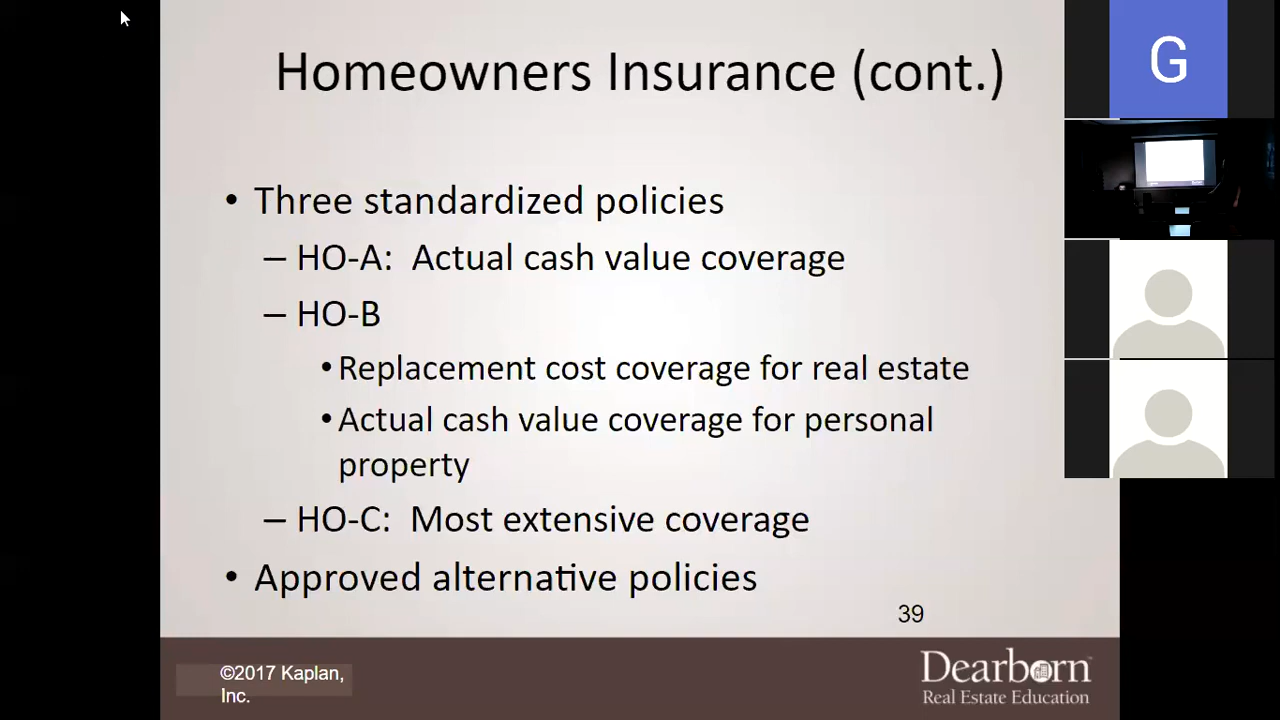 Homeowners Insurance (cont.)
• Three standardized policies
– HO-A: Actual cash value coverage
– HO-B
• Replacement cost coverage for real estate
• Actual cash value coverage for personal
property
– HO-C: Most extensive coverage
• Approved alternative policies
39
©2017 Kaplan,
Inc.
Dearborn
Real Estate Education
G